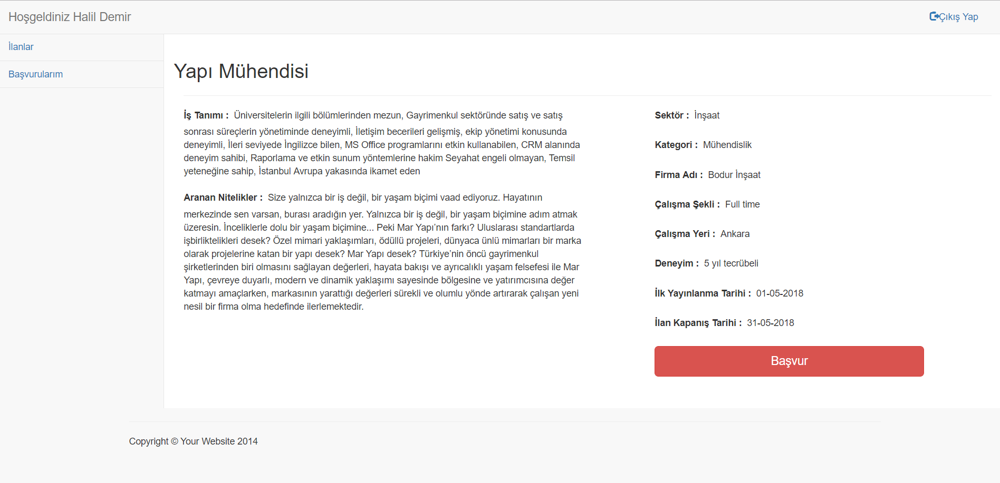 Hoşgeldiniz Halil Demir
Çıkış Yap
İlanlar
Başvurularım
Yapı Mühendisi
İş Tanımı : Üniversitelerin ilgili bölümlerinden mezun, Gayrimenkul sektöründe satış ve satış
sonrası süreçlerin yönetiminde deneyimli, İletişim becerileri gelişmiş, ekip yönetimi konusunda
deneyimli, İleri seviyede İngilizce bilen, MS Office programlarını etkin kullanabilen, CRM alanında
deneyim sahibi, Raporlama ve etkin sunum yöntemlerine hakim Seyahat engeli olmayan, Temsil
yeteneğine sahip, İstanbul Avrupa yakasında ikamet eden
Aranan Nitelikler : Size yalnızca bir iş değil, bir yaşam biçimi vaad ediyoruz. Hayatının
merkezinde sen varsan, burası aradığın yer. Yalnızca bir iş değil, bir yaşam biçimine adım atmak
üzeresin. İnceliklerle dolu bir yaşam biçimine... Peki Mar Yapı’nın farkı? Uluslarası standartlarda
işbirliktelikleri desek? Özel mimari yaklaşımları, ödüllü projeleri, dünyaca ünlü mimarları bir marka
olarak projelerine katan bir yapı desek? Mar Yapı desek? Türkiye’nin öncü gayrimenkul
şirketlerinden biri olmasını sağlayan değerleri, hayata bakışı ve ayrıcalıklı yaşam felsefesi ile Mar
Yapı, çevreye duyarlı, modern ve dinamik yaklaşımı sayesinde bölgesine ve yatırımcısına değer
katmayı amaçlarken, markasının yarattığı değerleri sürekli ve olumlu yönde artırarak çalışan yeni
nesil bir firma olma hedefinde ilerlemektedir.
Sektör : İnşaat
Kategori : Mühendislik
Firma Adı : Bodur İnşaat
Çalışma Şekli : Full time
Çalışma Yeri : Ankara
Deneyim : 5 yıl tecrübeli
İlk Yayınlanma Tarihi : 01-05-2018
İlan Kapanış Tarihi : 31-05-2018
Başvur
Copyright © Your Website 2014